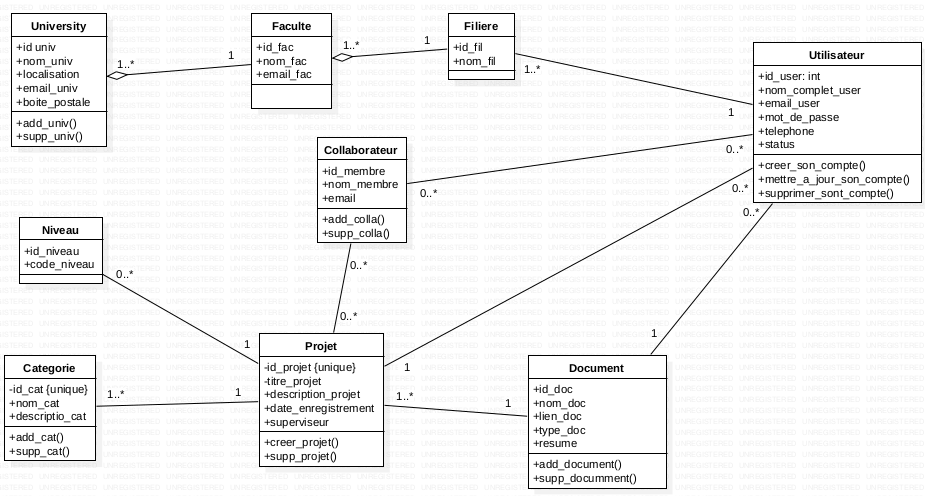 University
+id univ
+nom_univ
+localisation
+email_univ
+boite_postale
+add_univ()
+supp_univ()
1..*
1
Faculte
+id_fac
+nom_fac
+email_fac
1..*
1
Filiere
+id_fil
+nom_fil
1..*
1
Utilisateur
+id_user: int
+nom_complet_user
+email_user
+mot_de_passe
+telephone
+status
+creer_son_compte()
+mettre_a_jour_son_compte()
+supprimer_sont_compte()
0..*
0..*
0..*
Collaborateur
+id_membre
+nom_membre
+email
+add_colla()
+supp_colla()
0..*
0..*
0..*
Niveau
+id_niveau
+code_niveau
0..*
1
Categorie
-id_cat {unique}
+nom_cat
+descriptio_cat
+add_cat()
+supp_cat()
1..*
1
Projet
-id_projet {unique}
-titre_projet
+description_projet
+date_enregistrement
+superviseur
+creer_projet()
+supp_projet()
1
1..*
1
1
Document
+id_doc
+nom_doc
+lien_doc
+type_doc
+resume
+add_document()
+supp_documment()